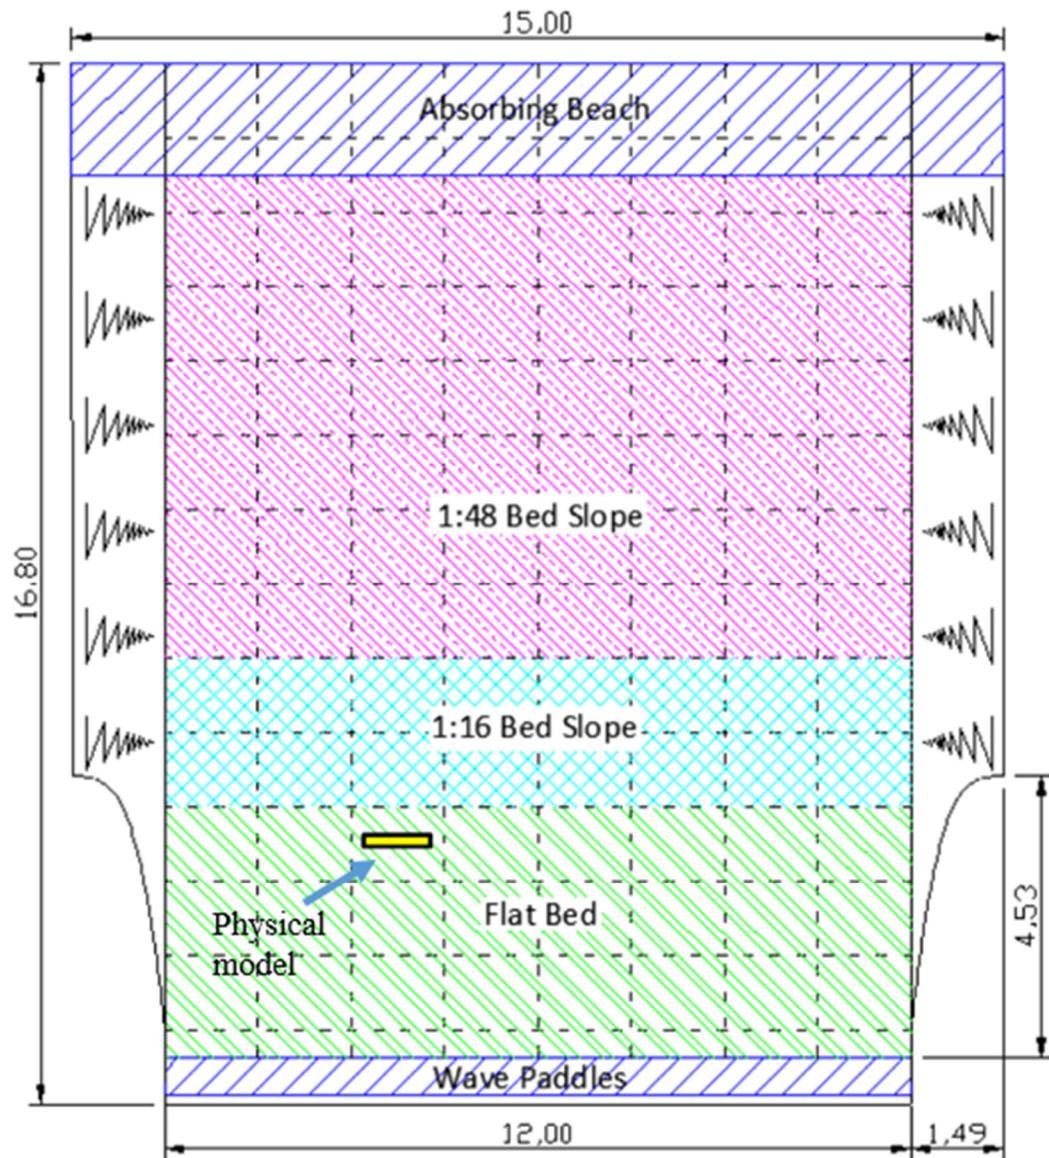 15,00
Absorbing Beach
16,80
1:48 Bed Slope
1:16 Bed Slope
Physical
model
Flat Bed
4,53
Wave Paddles
12,00
1,49